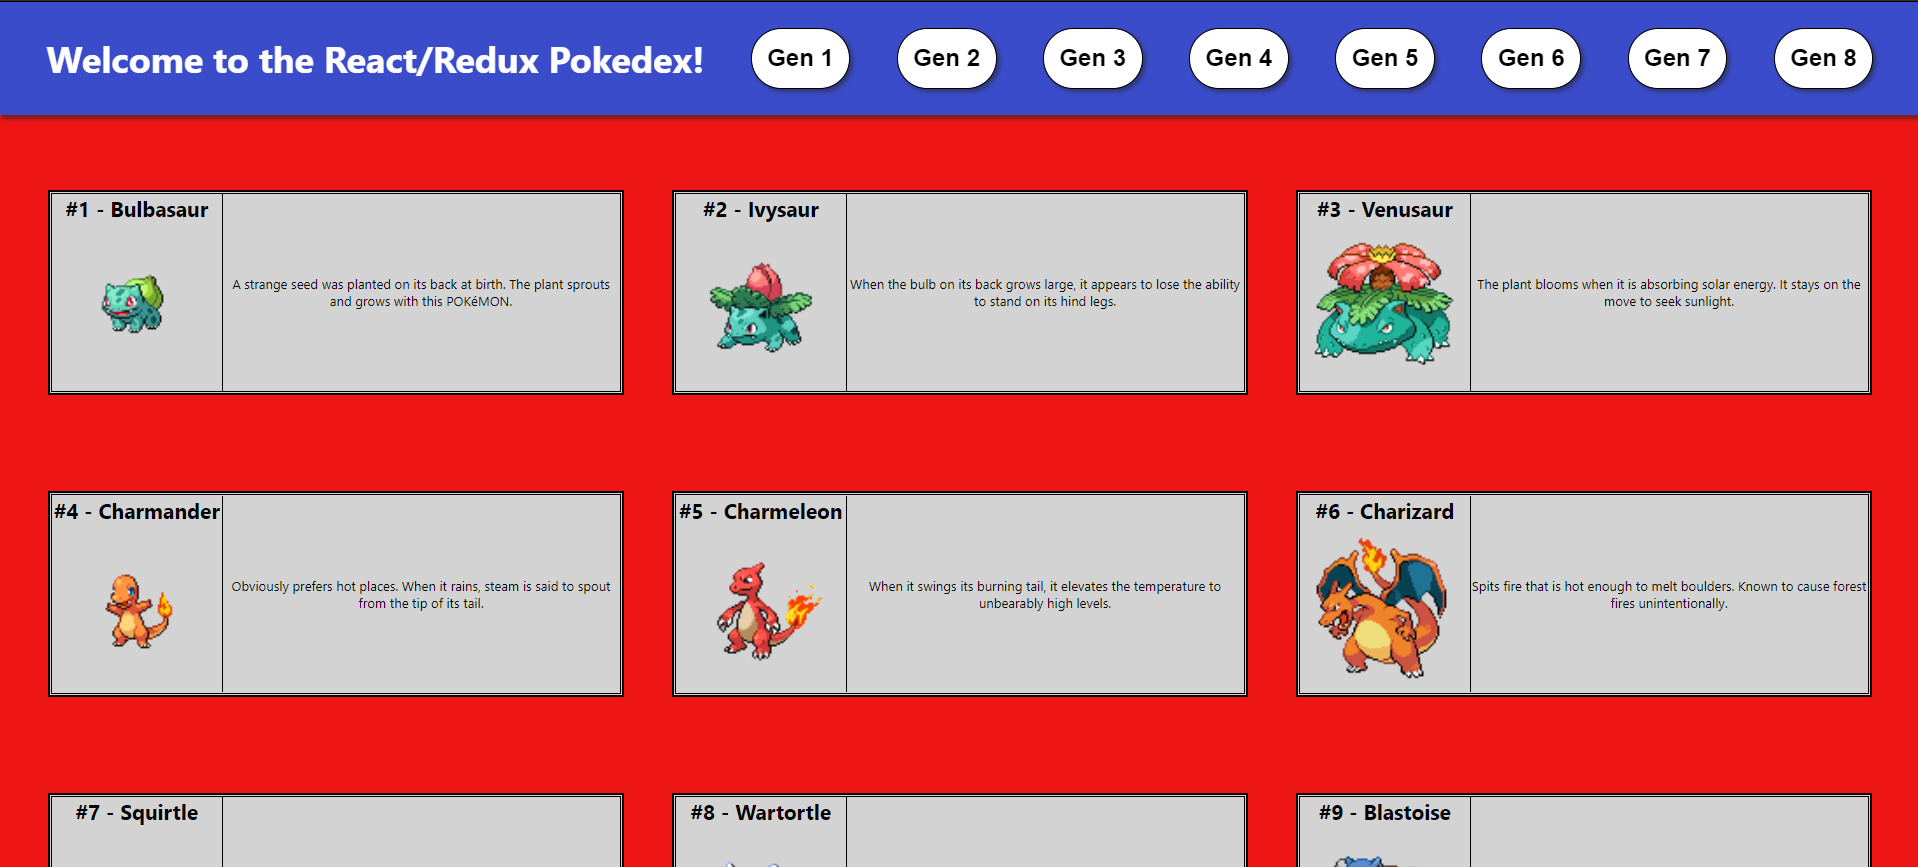 Welcome to the React/Redux Pokedex!
Gen 1
Gen 2
Gen 3
Gen 4
Gen 5
Gen 6
Gen 7
Gen 8
#1 - Bulbasaur
A strange seed was planted on its back at birth. The plant sprouts
and grows with this POKéMON.
#2 - Ivysaur
When the bulb on its back grows large, it appears to lose the ability
to stand on its hind legs.
#3 - Venusaur
The plant blooms when it is absorbing solar energy. It stays on the
move to seek sunlight.
#4 - Charmander
Obviously prefers hot places. When it rains, steam is said to spout
from the tip of its tail.
#5 - Charmeleon
When it swings its burning tail, it elevates the temperature to
unbearably high levels.
#6 - Charizard
Spits fire that is hot enough to melt boulders. Known to cause forest
fires unintentionally.
#7 - Squirtle
#8 - Wartortle
#9 - Blastoise